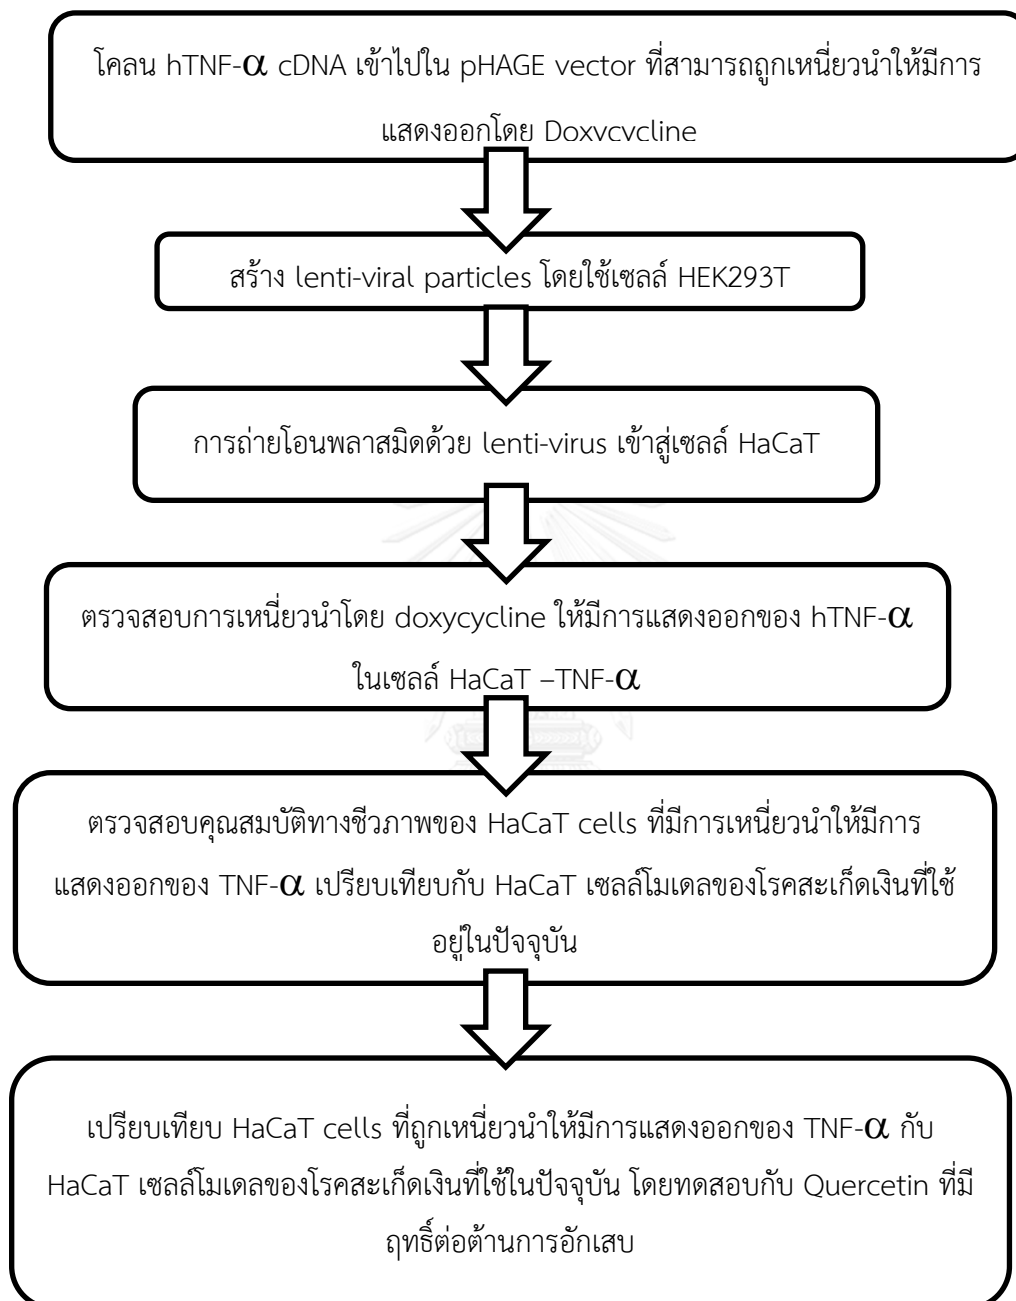 โคลน hTNF-α cDNA เข้าไปใน pHAGE vector ที่สามารถถูกเหนี่ยวนำให้มีการ
แสดงออกโดย Doxycycline
สร้าง lenti-viral particles โดยใช้เซลล์ HEK293T
การถ่ายโอนพลาสมิดด้วย lenti-virus เข้าสู่เซลล์ HaCaT
ตรวจสอบการเหนี่ยวนำโดย doxycycline ให้มีการแสดงออกของ hTNF-α
ในเซลล์ HaCaT –TNF-α
ตรวจสอบคุณสมบัติทางชีวภาพของ HaCaT cells ที่มีการเหนี่ยวนำให้มีการ
แสดงออกของ TNF-α เปรียบเทียบกับ HaCaT เซลล์โมเดลของโรคสะเก็ดเงินที่ใช้
อยู่ในปัจจุบัน
เปรียบเทียบ HaCaT cells ที่ถูกเหนี่ยวนำให้มีการแสดงออกของ TNF-α กับ
HaCaT เซลล์โมเดลของโรคสะเก็ดเงินที่ใช้ในปัจจุบัน โดยทดสอบกับ Quercetin ที่มี
ฤทธิ์ต่อต้านการอักเสบ